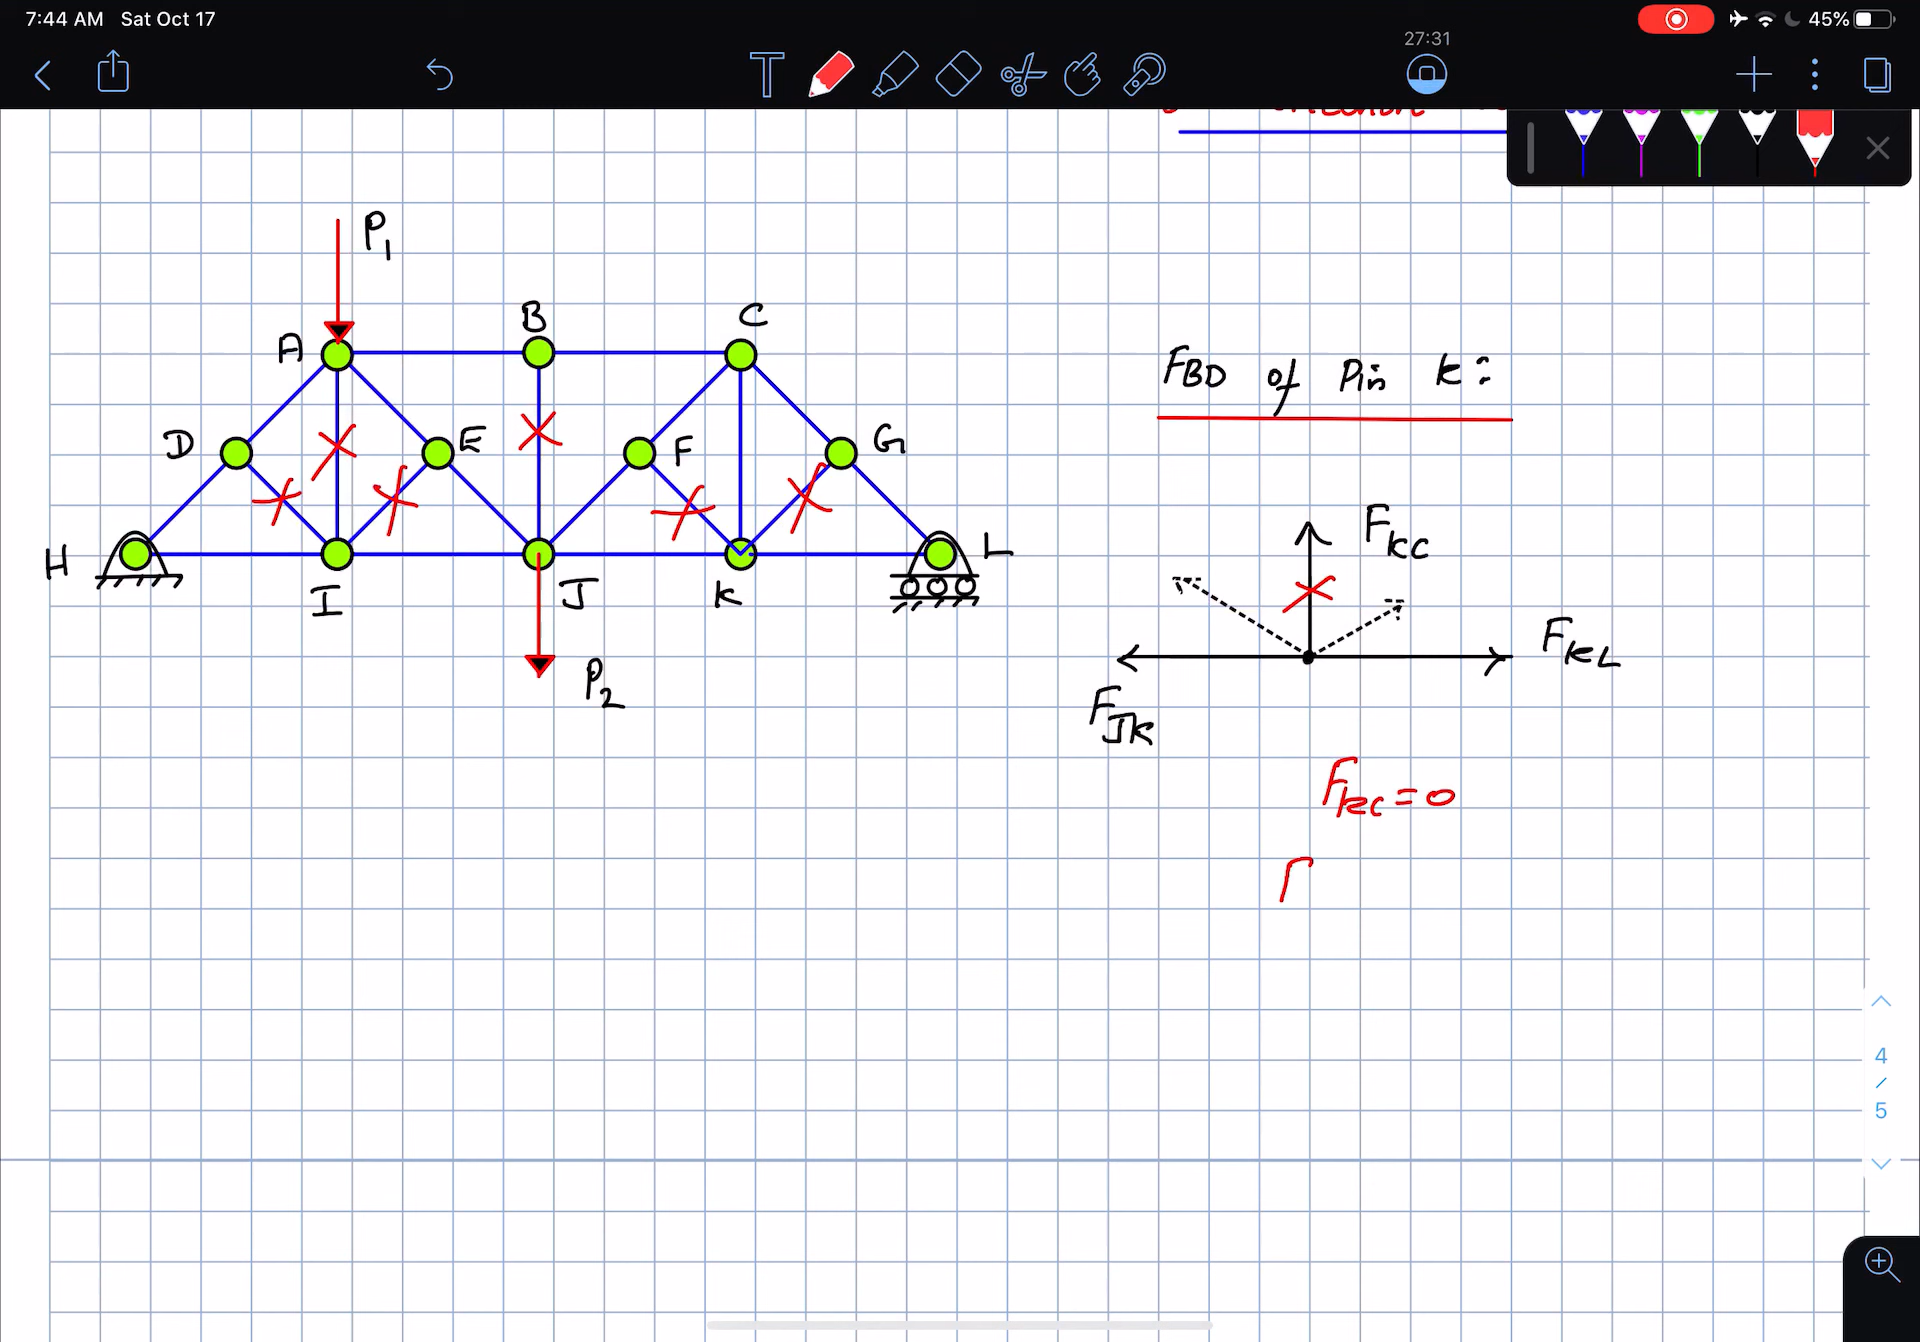 7:44 AM Sat Oct 17
45%
27:31
P1
A
B
C
D
E
F
G
H
I
J
K
L
P2
FBD of Pin K:
FKC
FKL
FJK
FKC = 0
4
/
5